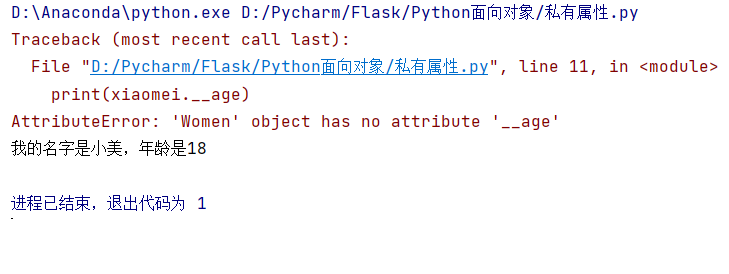 D:\Anaconda\python.exe D:/Pycharm/Flask/Python面向对象/私有属性.py
Traceback (most recent call last):
  File "D:/Pycharm/Flask/Python面向对象/私有属性.py", line 11, in <module>
    print(xiaomei.__age)
AttributeError: 'Women' object has no attribute '__age'
我的名字是小美，年龄是18
进程已结束，退出代码为 1